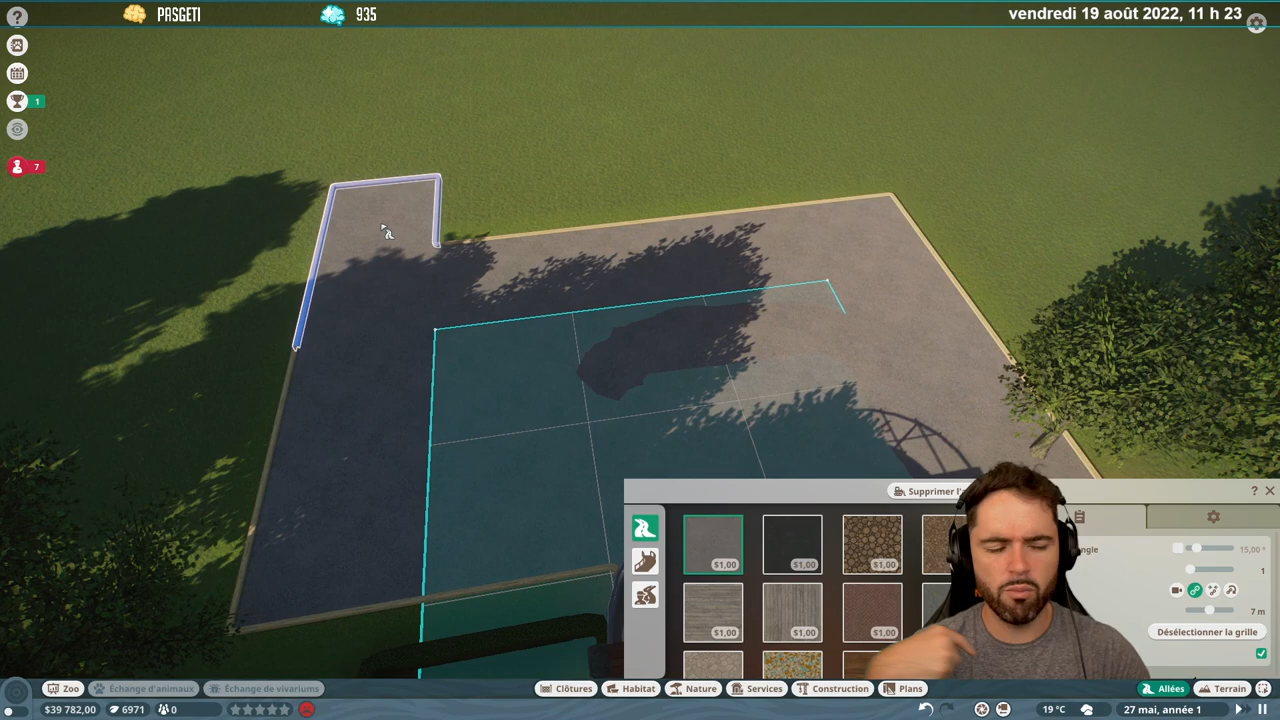 PASGETI
935
vendredi 19 août 2022, 11 h 23
?
1
7
Supprimer l'a
?
ngle
15,00 °
$1,00
$1,00
$1,00
1
$1,00
$1,00
$1,00
7 m
Désélectionner la grille
Zoo
Échange d'animaux
Échange de vivariums
Clôtures
Habitat
Nature
Services
Construction
Plans
Allées
Terrain
$39 782,00
6971
0
19 °C
27 mai, année 1